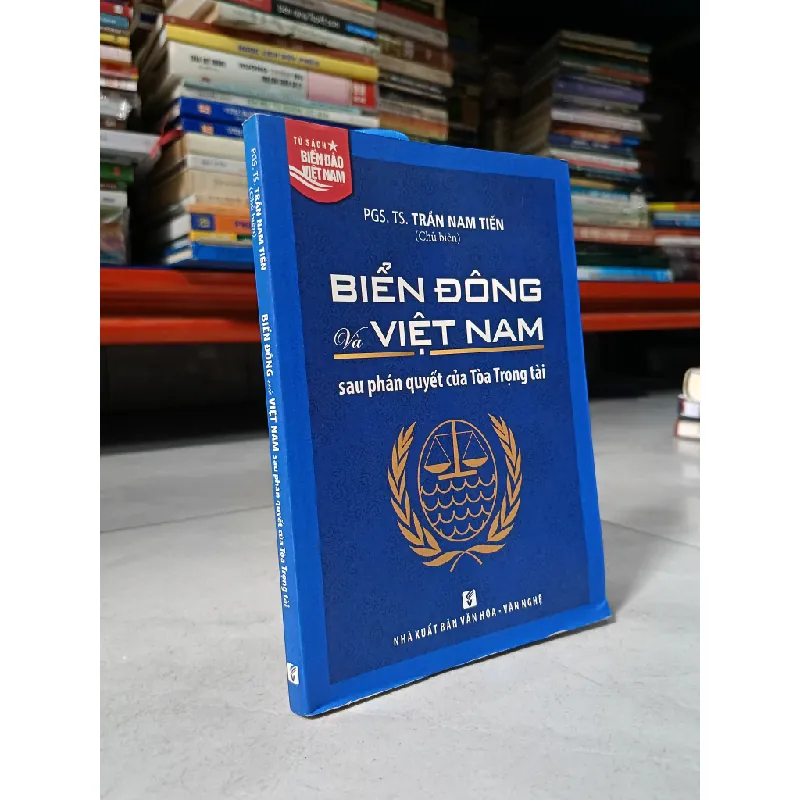 TỦ SÁCH
BIỂN ĐẢO
VIỆT NAM
PGS. TS. TRẦN NAM TIẾN
(Chủ biên)
BIỂN ĐÔNG
Và VIỆT NAM
sau phán quyết của Tòa Trọng tài
NHÀ XUẤT BẢN VĂN HÓA - VĂN NGHỆ
PGS. TS. TRẦN NAM TIẾN
(Chủ biên)
BIỂN ĐÔNG và VIỆT NAM sau phán quyết của Tòa Trọng tài